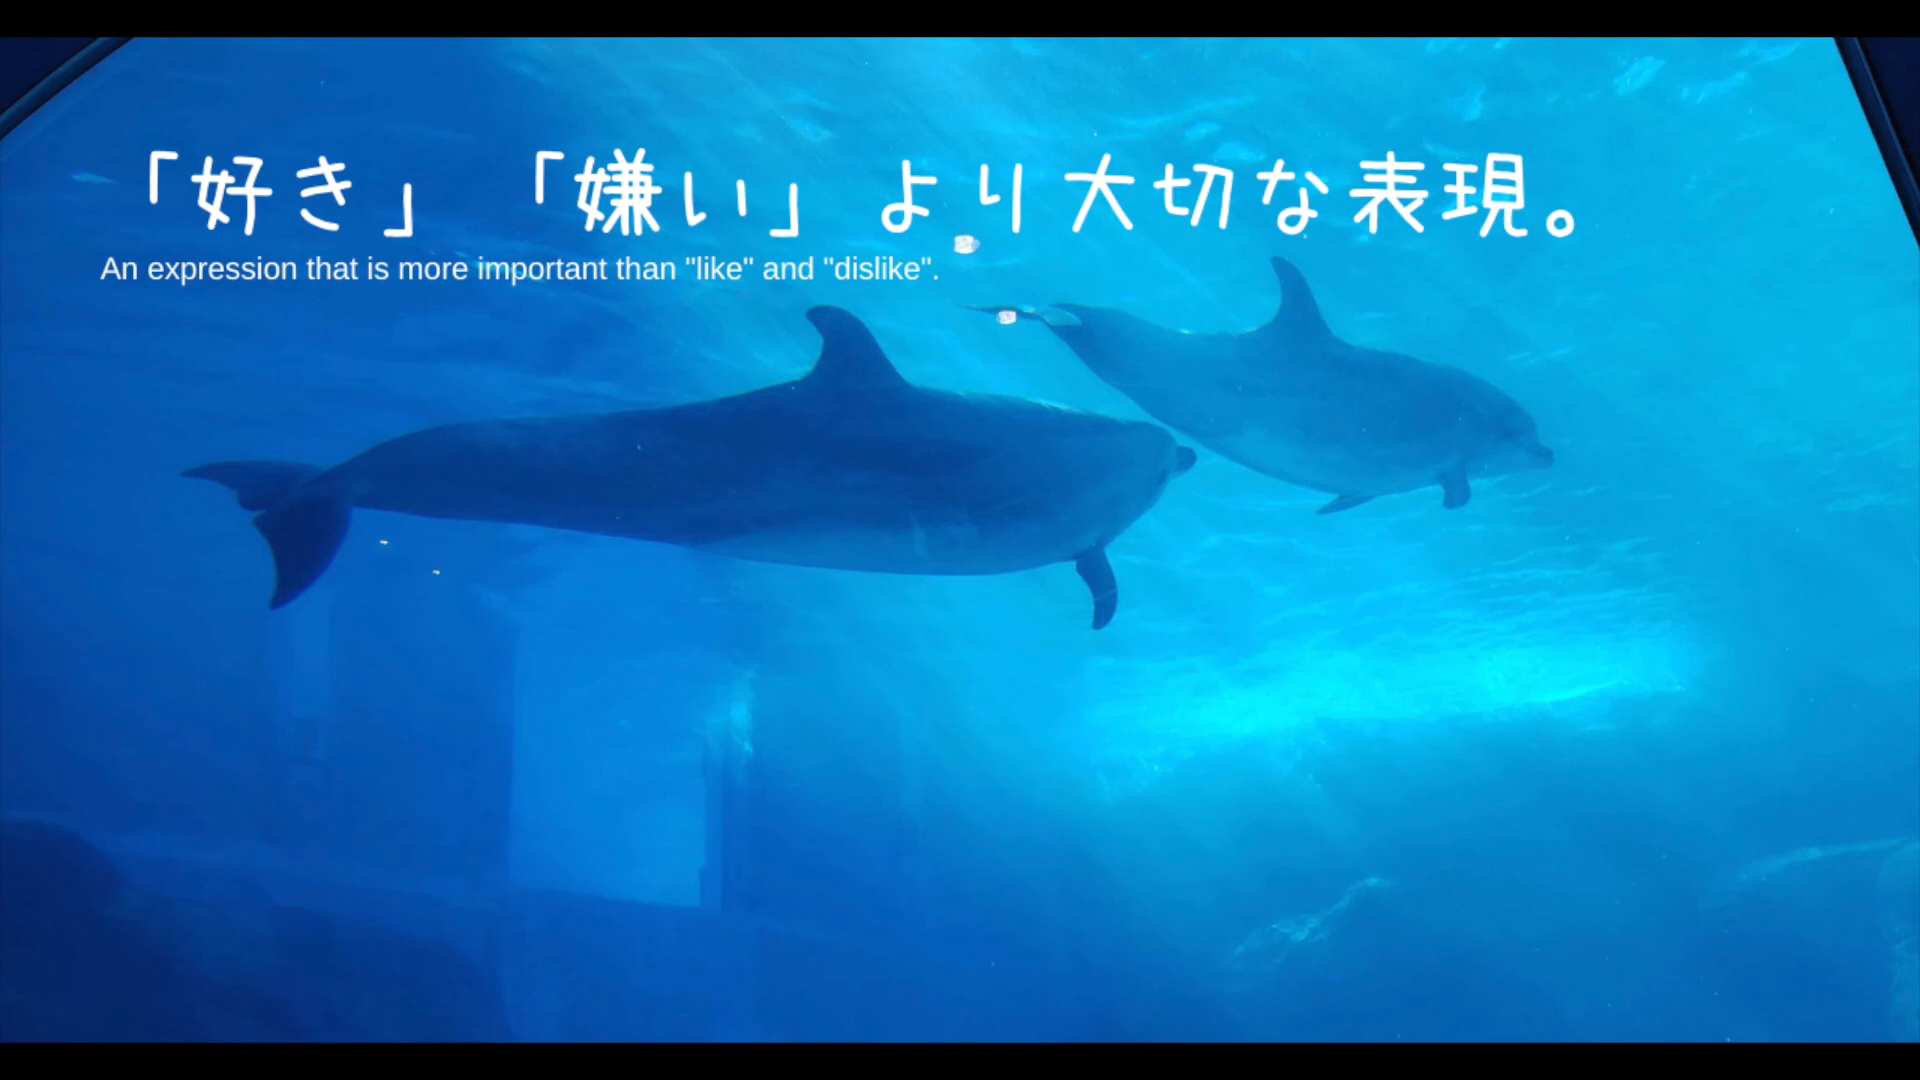 「好き」「嫌い」より大切な表現。
An expression that is more important than "like" and "dislike".